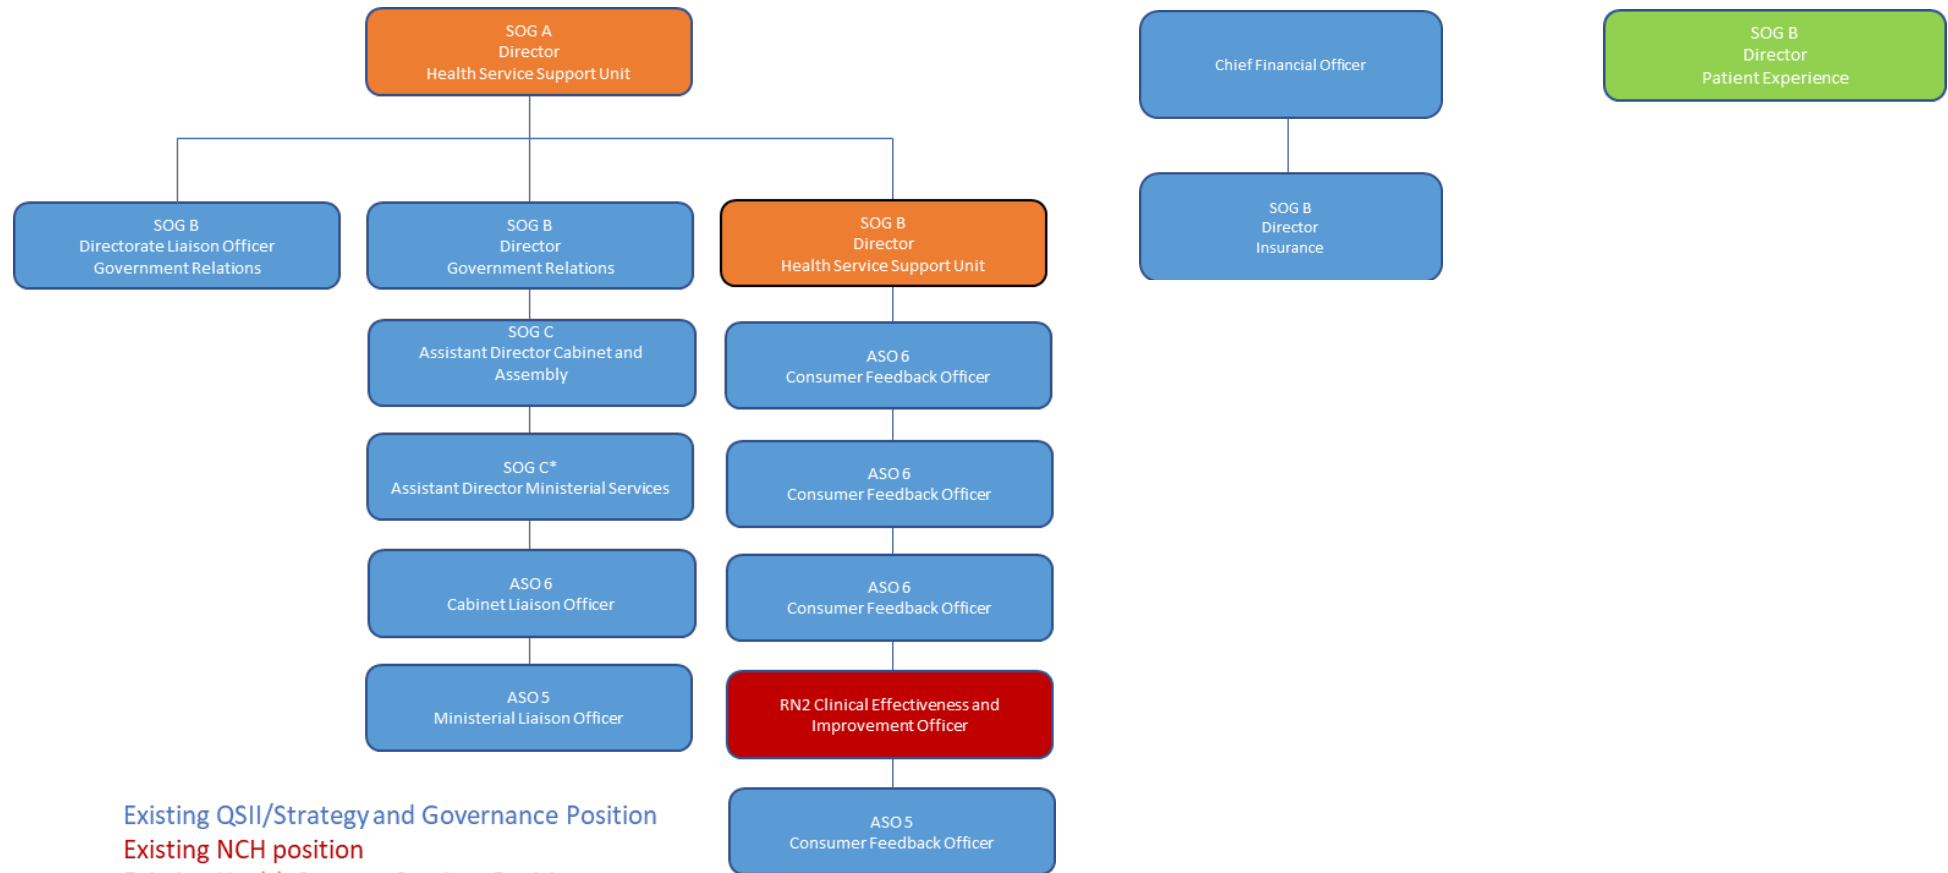 SOG A
Director
Health Service Support Unit
Chief Financial Officer
SOG B
Director
Patient Experience
SOG B
Directorate Liaison Officer
Government Relations
SOG B
Director
Government Relations
SOG B
Director
Health Service Support Unit
SOG B
Director
Insurance
SOG C
Assistant Director Cabinet and
Assembly
SOG C*
Assistant Director Ministerial Services
ASO 6
Cabinet Liaison Officer
ASO 5
Ministerial Liaison Officer
ASO 6
Consumer Feedback Officer
ASO 6
Consumer Feedback Officer
ASO 6
Consumer Feedback Officer
RN2 Clinical Effectiveness and
Improvement Officer
ASO 5
Consumer Feedback Officer
Existing QSII/Strategy and Governance Position
Existing NCH position